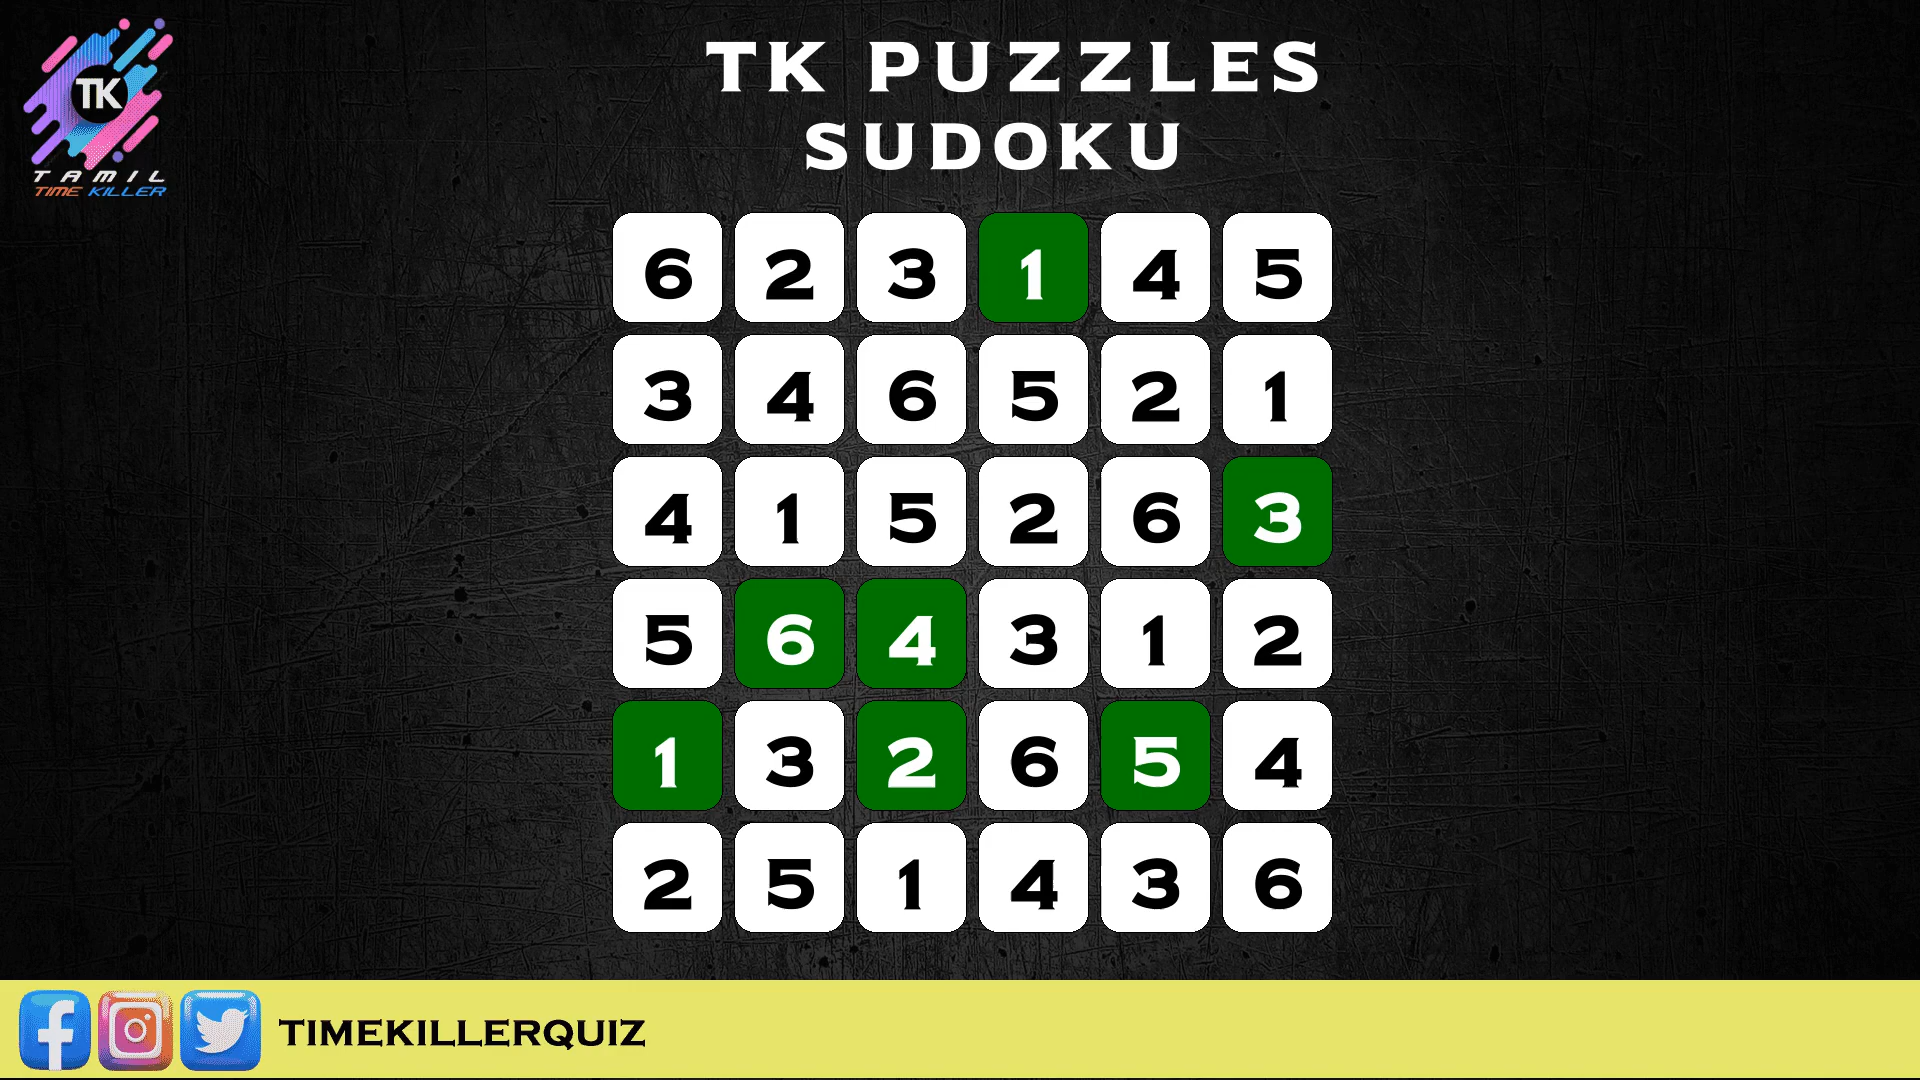 TK
TAMIL
TIME KILLER
TK PUZZLES
SUDOKU
6 2 3 1 4 5
3 4 6 5 2 1
4 1 5 2 6 3
5 6 4 3 1 2
1 3 2 6 5 4
2 5 1 4 3 6
TIMEKILLERQUIZ